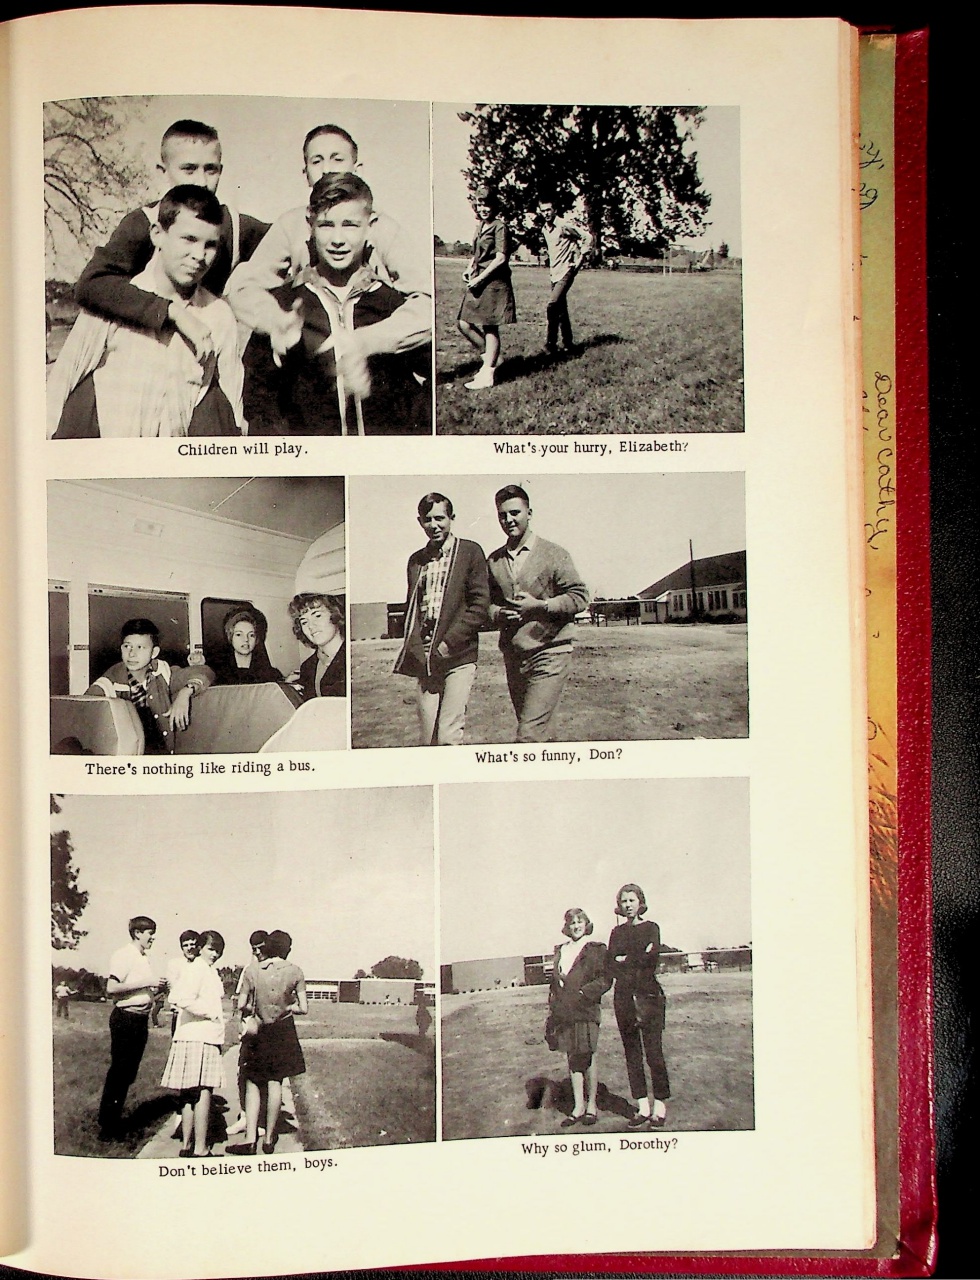 Children will play.
What's your hurry, Elizabeth?
There's nothing like riding a bus.
What's so funny, Don?
Don't believe them, boys.
Why so glum, Dorothy?
Dear Cathy,